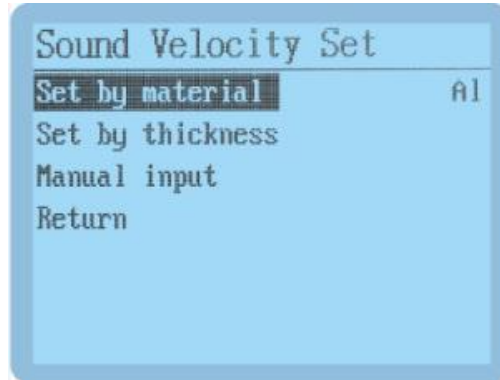 Sound Velocity Set
Set by material Al
Set by thickness
Manual input
Return